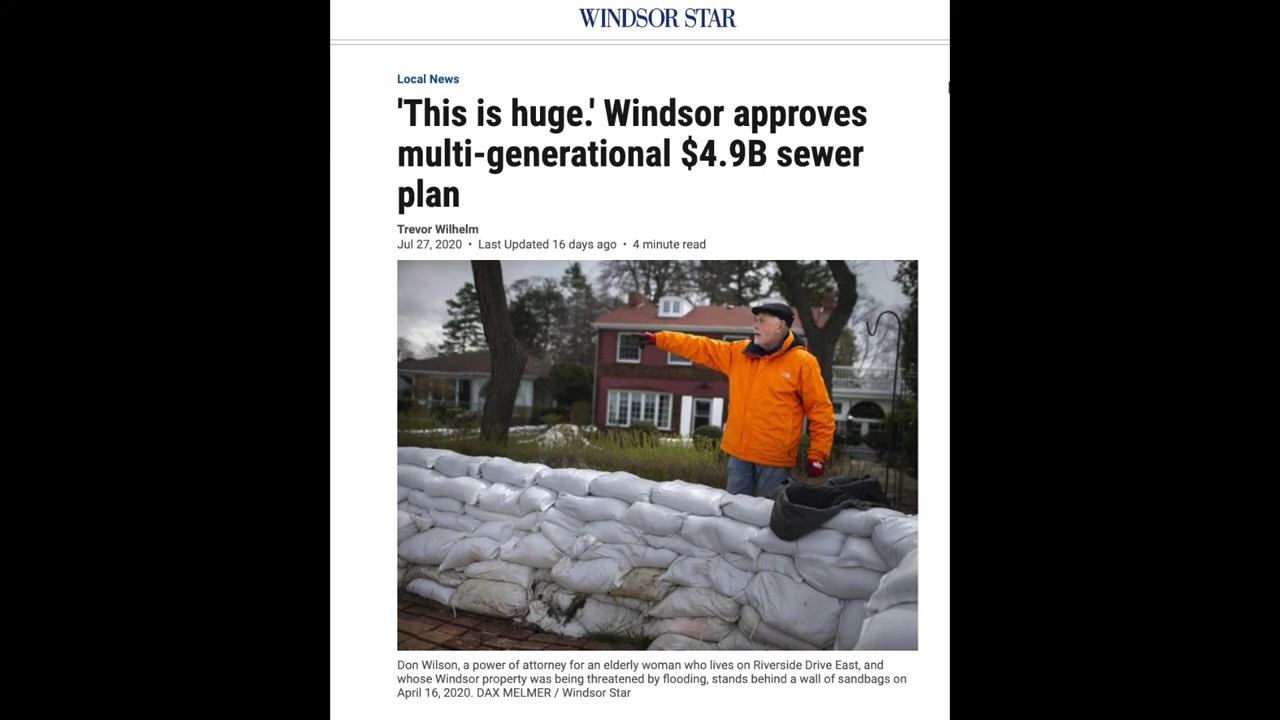 WINDSOR STAR
Local News
'This is huge.' Windsor approves
multi-generational $4.9B sewer
plan
Trevor Wilhelm
Jul 27, 2020 • Last Updated 16 days ago • 4 minute read
Don Wilson, a power of attorney for an elderly woman who lives on Riverside Drive East, and
whose Windsor property was being threatened by flooding, stands behind a wall of sandbags on
April 16, 2020. DAX MELMER / Windsor Star